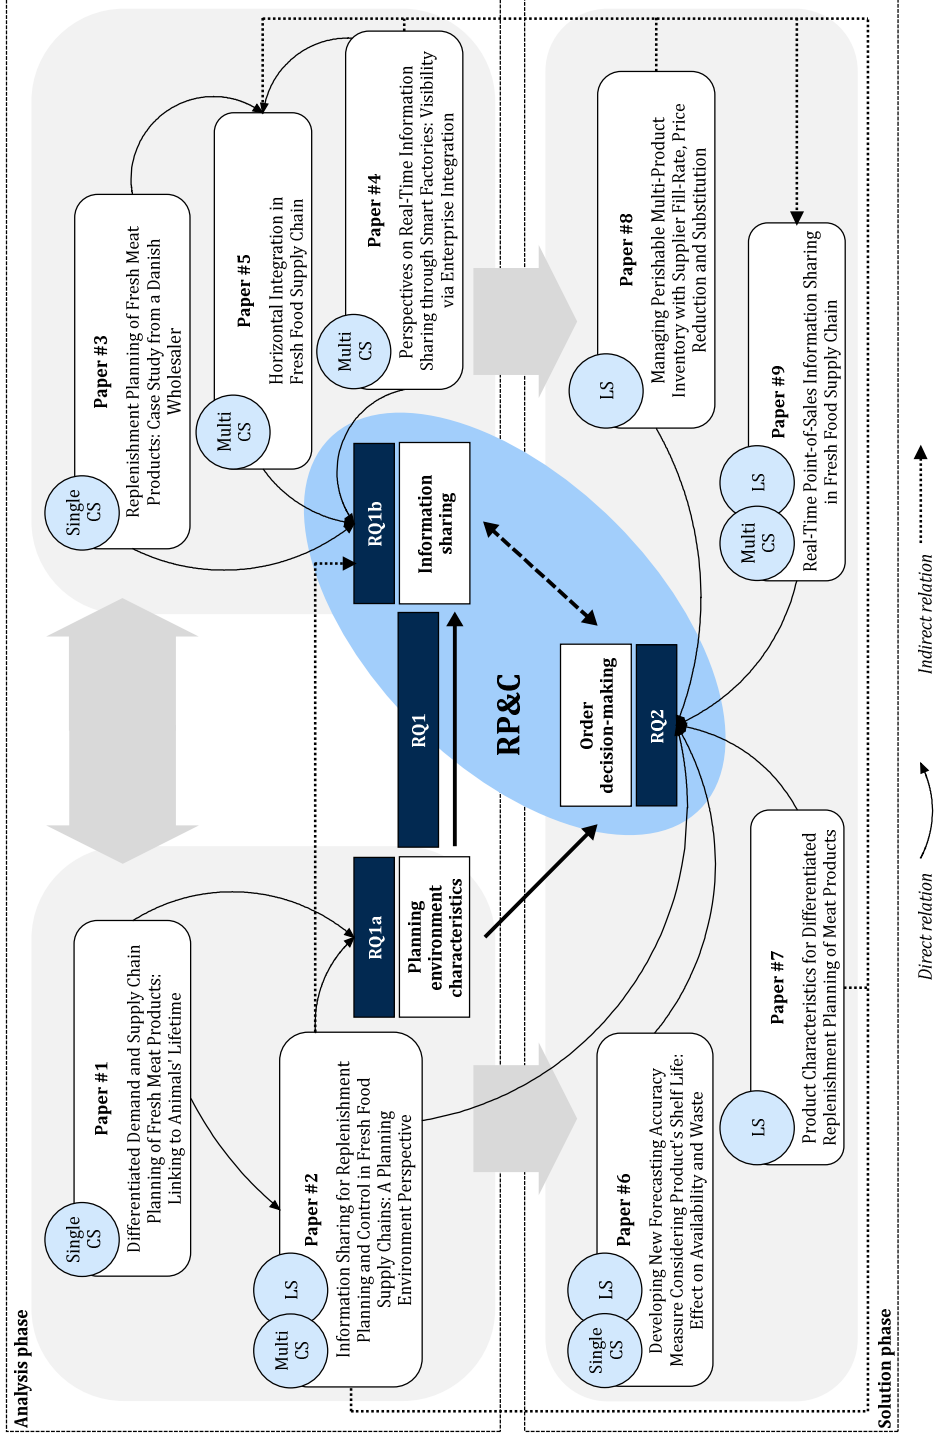 Analysis phase
Single
CS
Paper #1
Differentiated Demand and Supply Chain
Planning of Fresh Meat Products:
Linking to Animals' Lifetime
Single
CS
Paper #3
Replenishment Planning of Fresh Meat
Products: Case Study from a Danish
Wholesaler
Multi
CS
Paper #5
Horizontal Integration in
Fresh Food Supply Chain
Multi
CS
LS
Paper #2
Information Sharing for Replenishment
Planning and Control in Fresh Food
Supply Chains: A Planning
Environment Perspective
Multi
CS
Paper #4
Perspectives on Real-Time Information
Sharing through Smart Factories: Visibility
via Enterprise Integration
RQ1a
Planning
environment
characteristics
RQ1
RQ1b
Information
sharing
RP&C
Order
decision-making
RQ2
Single
CS
LS
Paper #6
Developing New Forecasting Accuracy
Measure Considering Product's Shelf Life:
Effect on Availability and Waste
LS
Paper #8
Managing Perishable Multi-Product
Inventory with Supplier Fill-Rate, Price
Reduction and Substitution
LS
Paper #7
Product Characteristics for Differentiated
Replenishment Planning of Meat Products
Multi
CS
LS
Paper #9
Real-Time Point-of-Sales Information Sharing
in Fresh Food Supply Chain
Solution phase
Direct relation
Indirect relation